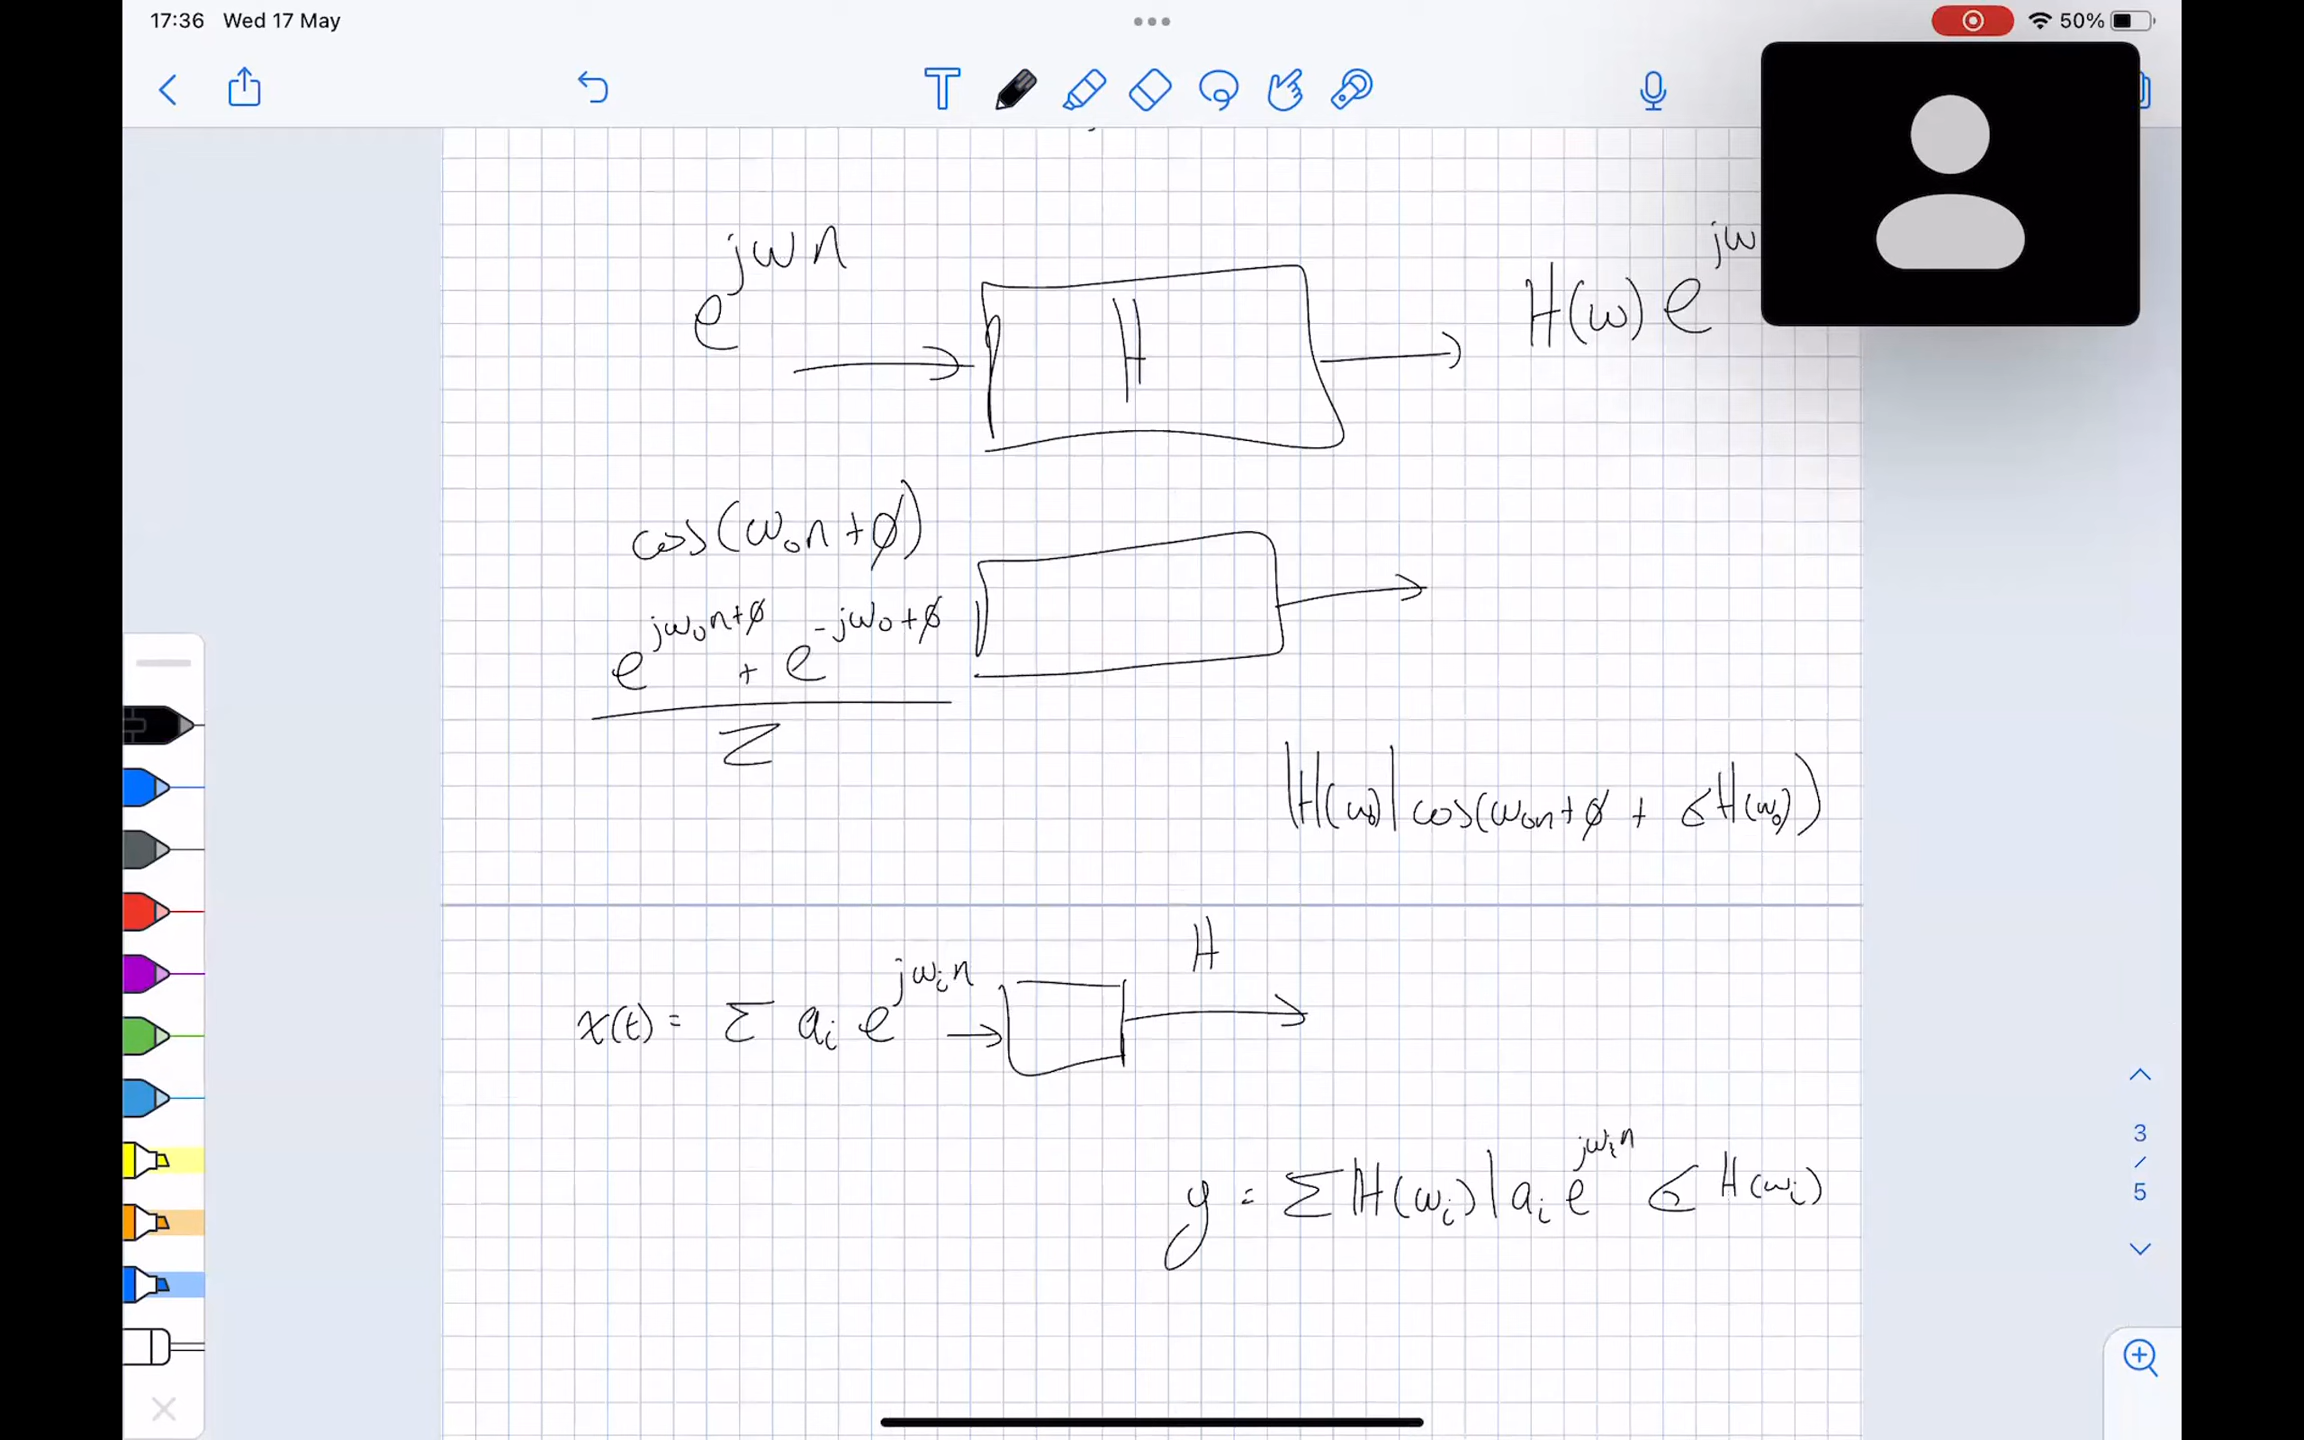 17:36 Wed 17 May
50%
T
e^{jωn}
H
H(ω) e^{jω
cos(ω₀n+ϕ)
e^{jω₀n+ϕ} + e^{-jω₀+ϕ}
2
|H(ω₀)| cos(ω₀n+ϕ + ∠H(ω₀))
H
x(t) = Σ aᵢ e^{jωᵢn}
y = Σ|H(ωᵢ)| aᵢ e^{jωᵢn} ∠ H(ωᵢ)
3
/
5